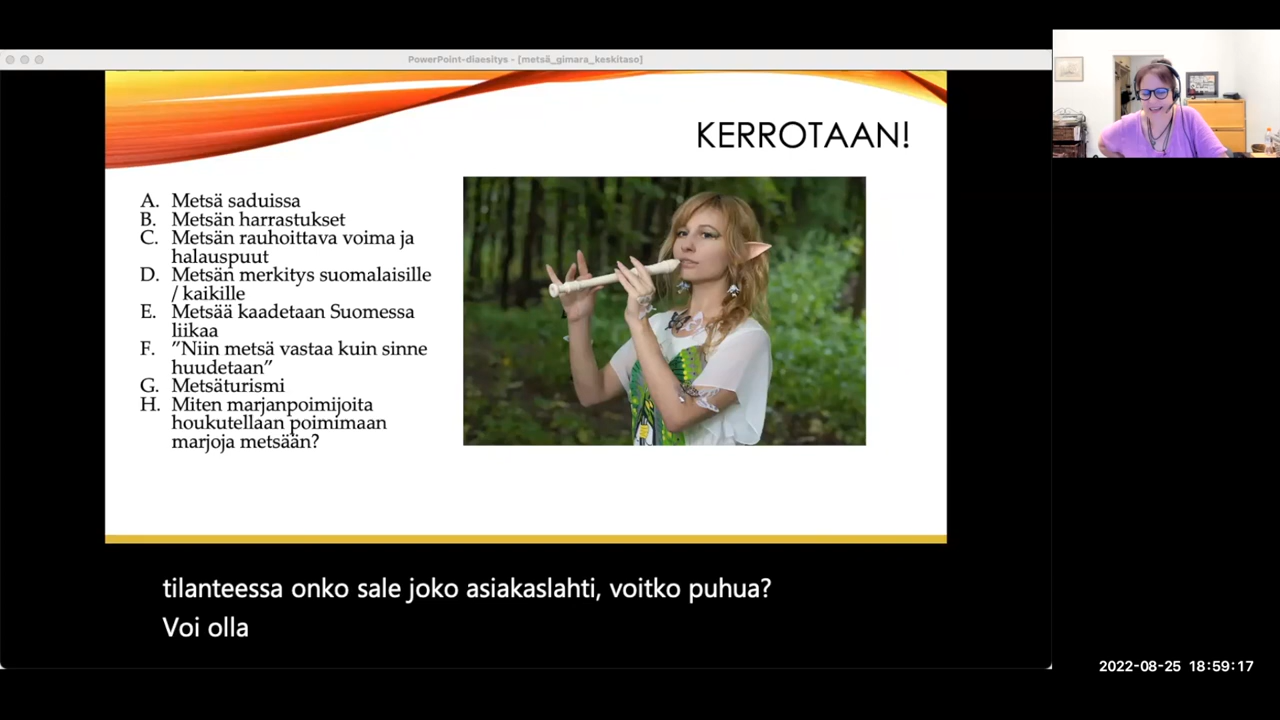 PowerPoint-diaesitys - [metsä_gimara_keskitaso]
KERROTAAN!
A. Metsä saduissa
B. Metsän harrastukset
C. Metsän rauhoittava voima ja
halauspuut
D. Metsän merkitys suomalaisille
/ kaikille
E. Metsää kaadetaan Suomessa
liikaa
F. ”Niin metsä vastaa kuin sinne
huudetaan”
G. Metsäturismi
H. Miten marjanpoimijoita
houkutellaan poimimaan
marjoja metsään?
tilanteessa onko sale joko asiakaslahti, voitko puhua?
Voi olla
2022-08-25 18:59:17